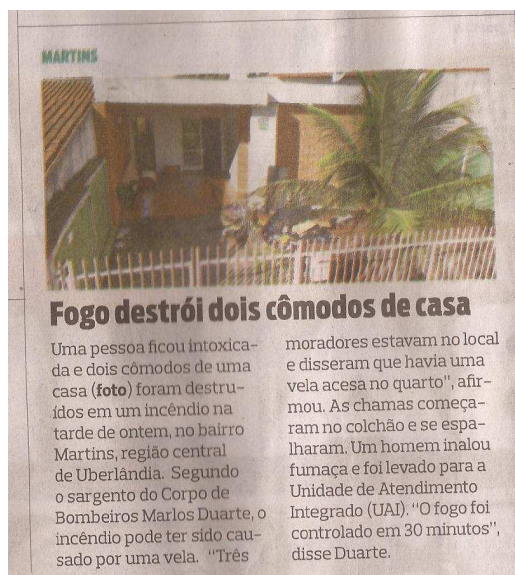 MARTINS
Fogo destrói dois cômodos de casa
Uma pessoa ficou intoxica-
da e dois cômodos de uma
casa (foto) foram destru-
ídos em um incêndio na
tarde de ontem, no bairro
Martins, região central
de Uberlândia. Segundo
o sargento do Corpo de
Bombeiros Marlos Duarte, o
incêndio pode ter sido cau-
sado por uma vela. "Três
moradores estavam no local
e disseram que havia uma
vela acesa no quarto", afir-
mou. As chamas começa-
ram no colchão e se espa-
lharam. Um homem inalou
fumaça e foi levado para a
Unidade de Atendimento
Integrado (UAI). "O fogo foi
controlado em 30 minutos",
disse Duarte.